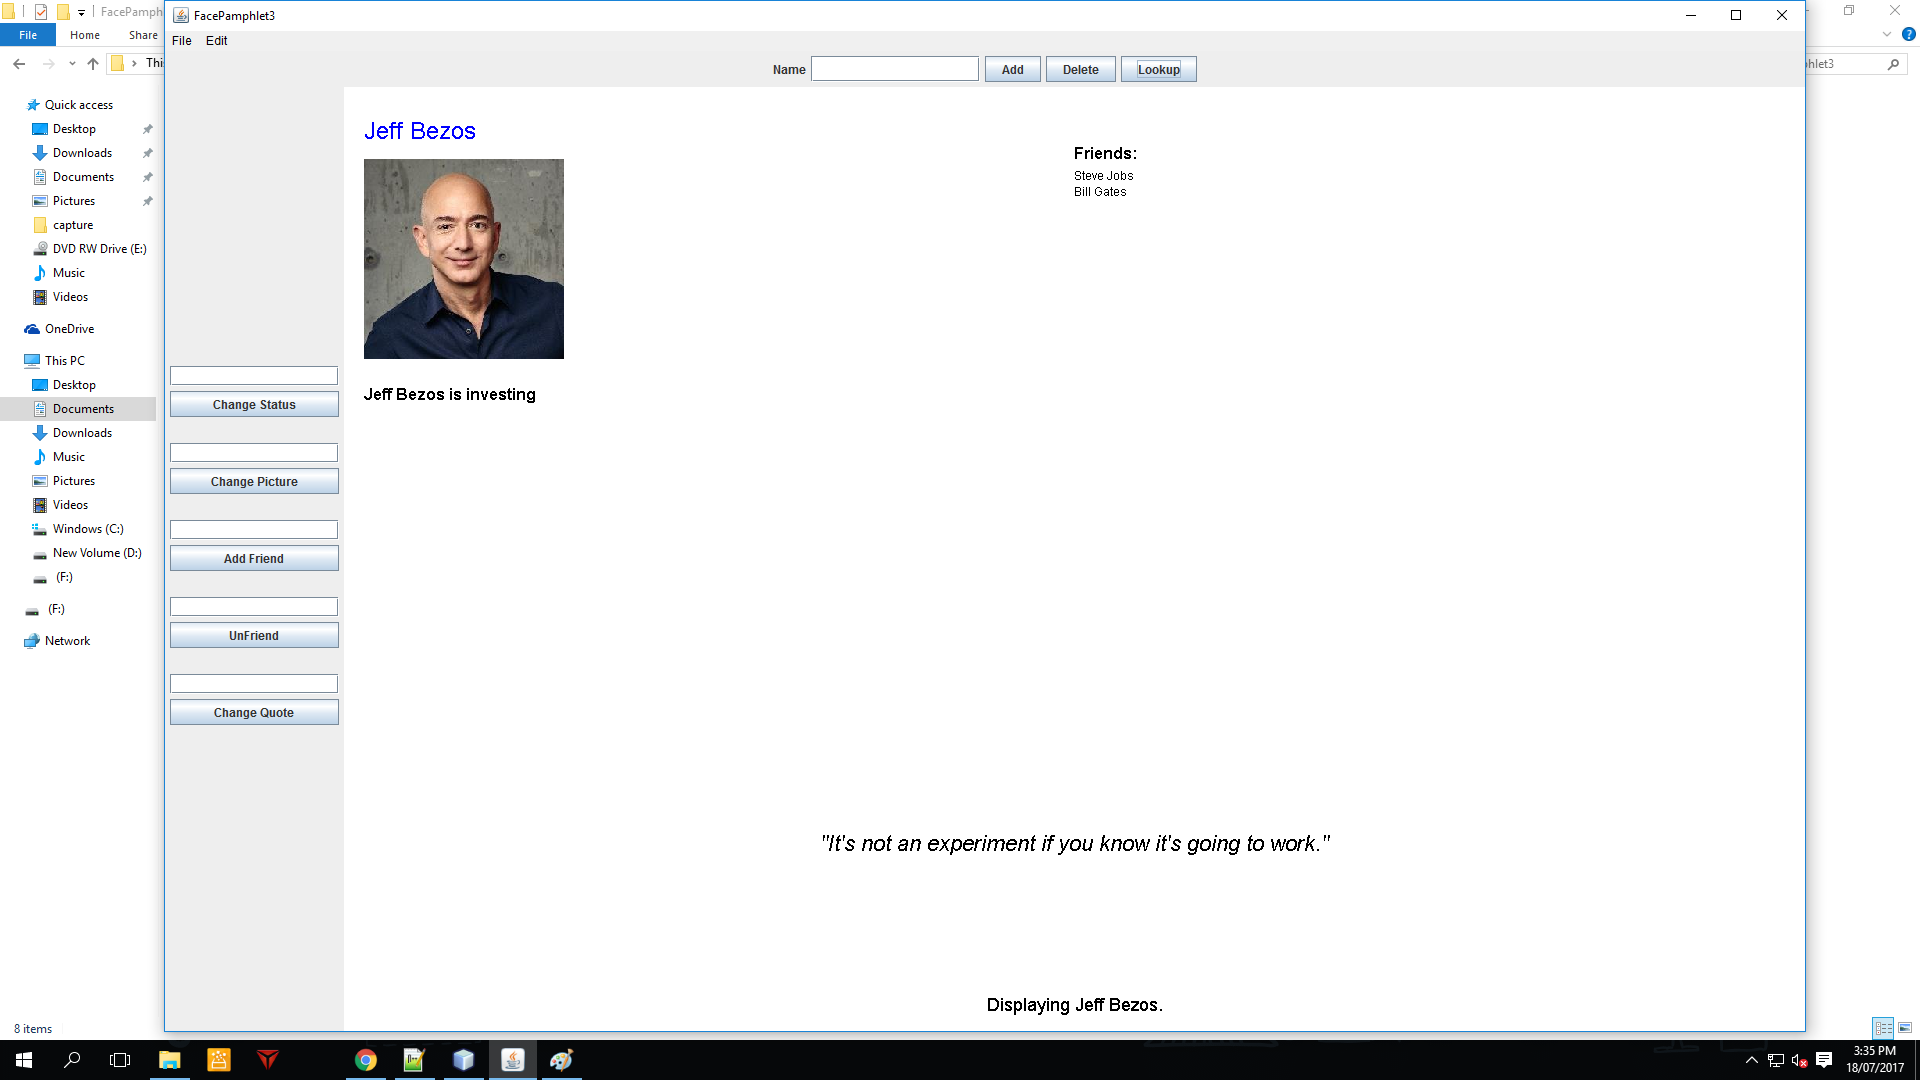 FacePamph
FacePamphlet3
File
Home
Share
File
Edit
Thi
Name
Add
Delete
Lookup
phlet3
Quick access
Desktop
Downloads
Documents
Pictures
capture
DVD RW Drive (E:)
Music
Videos
OneDrive
This PC
Desktop
Documents
Downloads
Music
Pictures
Videos
Windows (C:)
New Volume (D:)
(F:)
(F:)
Network
8 items
Change Status
Change Picture
Add Friend
UnFriend
Change Quote
Jeff Bezos
Friends:
Steve Jobs
Bill Gates
Jeff Bezos is investing
"It's not an experiment if you know it's going to work."
Displaying Jeff Bezos.
3:35 PM
18/07/2017